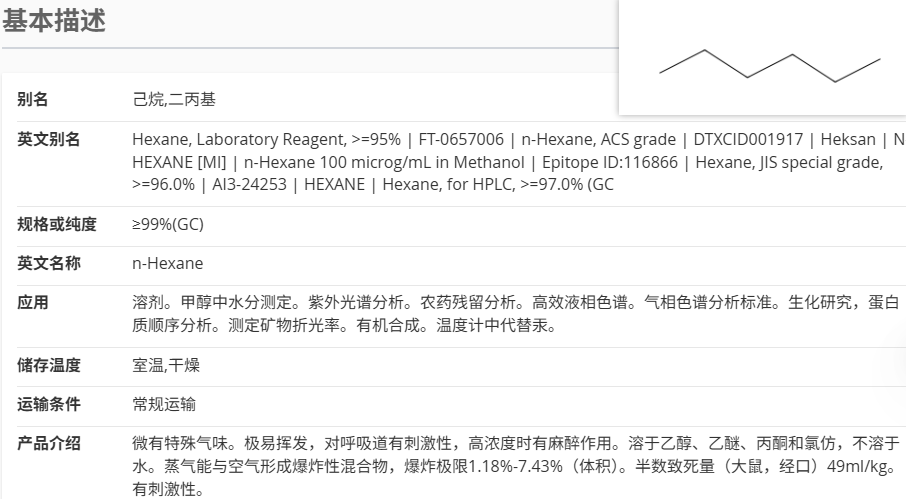 基本描述
别名 己烷,二丙基
英文别名 Hexane, Laboratory Reagent, >=95% | FT-0657006 | n-Hexane, ACS grade | DTXCID001917 | Heksan | N
HEXANE [MI] | n-Hexane 100 microg/mL in Methanol | Epitope ID:116866 | Hexane, JIS special grade,
>=96.0% | AI3-24253 | HEXANE | Hexane, for HPLC, >=97.0% (GC
规格或纯度 ≥99%(GC)
英文名称 n-Hexane
应用 溶剂。甲醇中水分测定。紫外光谱分析。农药残留分析。高效液相色谱。气相色谱分析标准。生化研究，蛋白
质顺序分析。测定矿物折光率。有机合成。温度计中代替汞。
储存温度 室温,干燥
运输条件 常规运输
产品介绍 微有特殊气味。极易挥发，对呼吸道有刺激性，高浓度时有麻醉作用。溶于乙醇、乙醚、丙酮和氯仿，不溶于
水。蒸气能与空气形成爆炸性混合物，爆炸极限1.18%-7.43%（体积）。半数致死量（大鼠，经口）49ml/kg。
有刺激性。